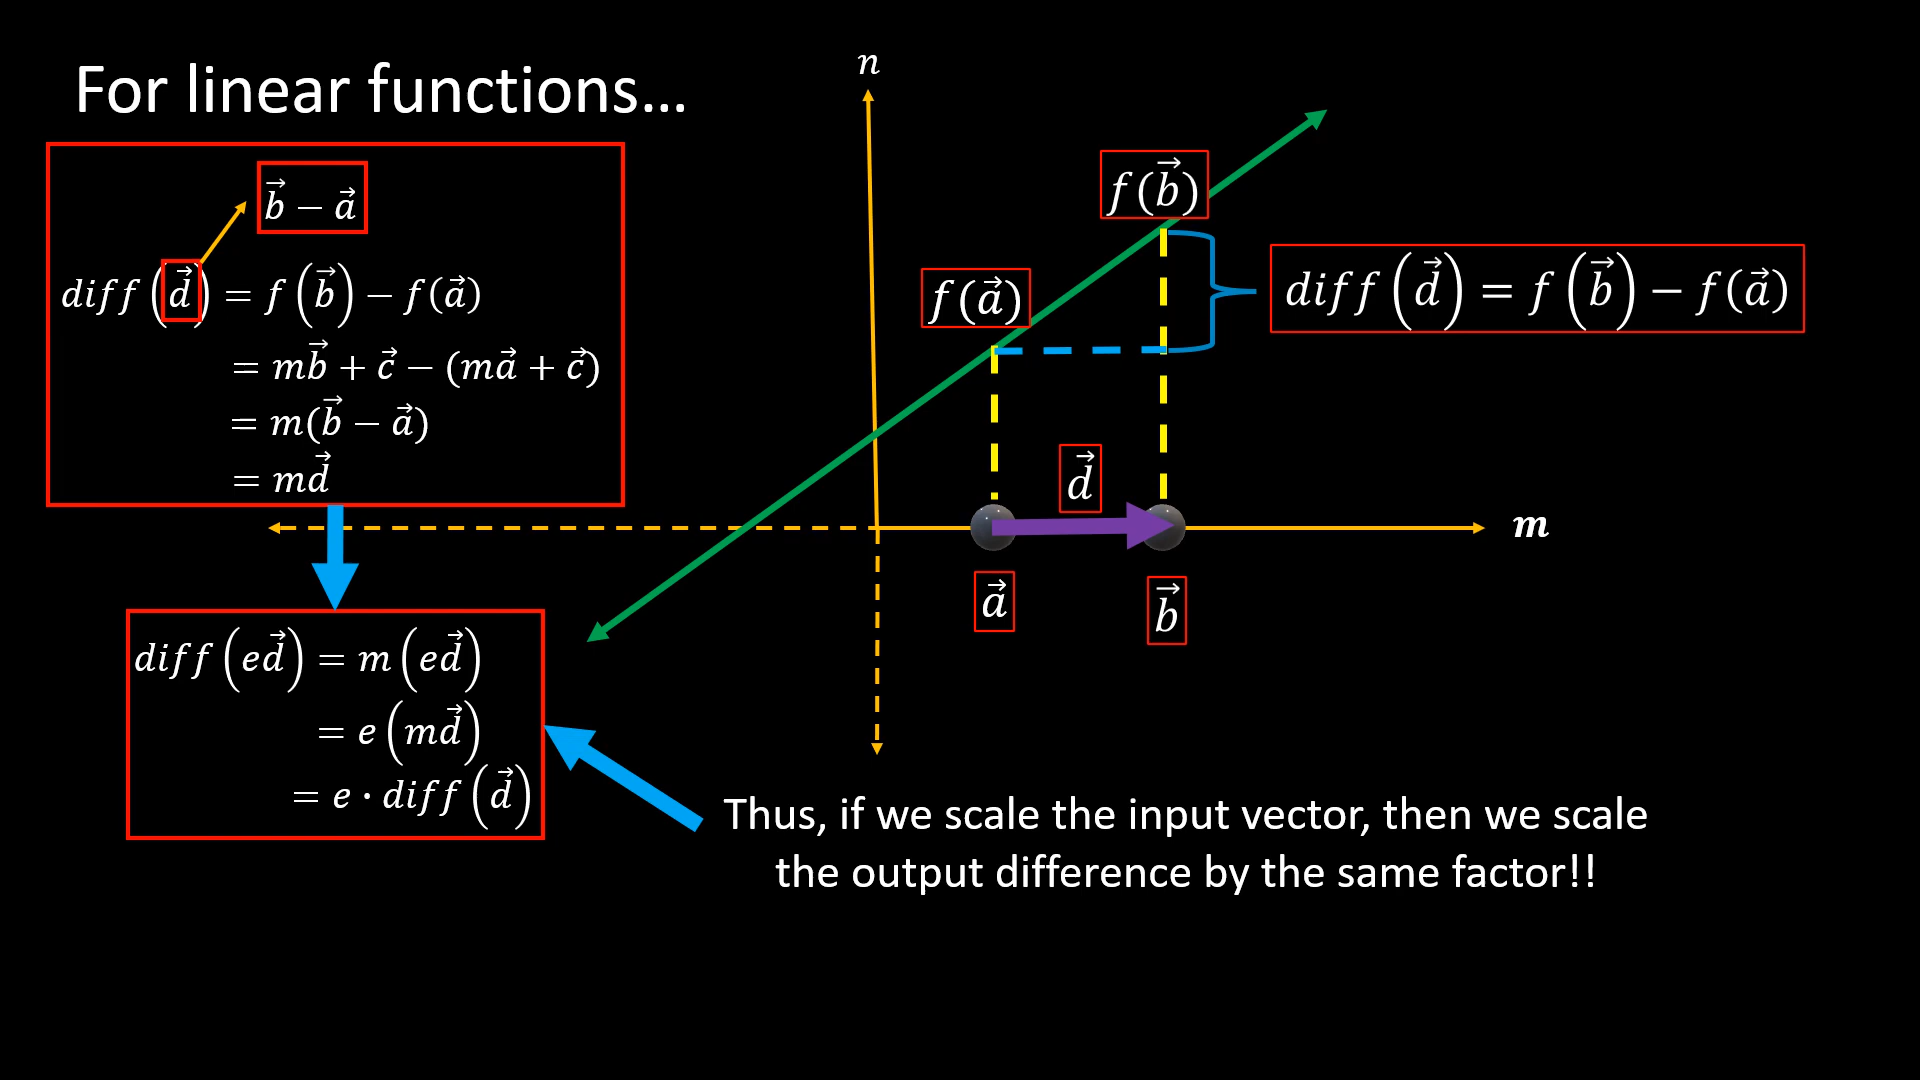 For linear functions...
b⃗ − a⃗
diff(d⃗) = f(b⃗) − f(a⃗)
= mb⃗ + c⃗ − (ma⃗ + c⃗)
= m(b⃗ − a⃗)
= md⃗
diff(ed⃗) = m(ed⃗)
= e(md⃗)
= e · diff(d⃗)
n
f(b⃗)
f(a⃗)
diff(d⃗) = f(b⃗) − f(a⃗)
d⃗
m
a⃗
b⃗
Thus, if we scale the input vector, then we scale
the output difference by the same factor!!